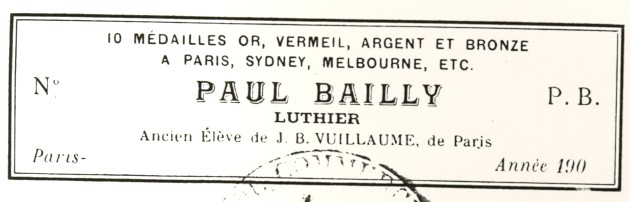 10 MÉDAILLES OR, VERMEIL, ARGENT ET BRONZE
A PARIS, SYDNEY, MELBOURNE, ETC.
Nº PAUL BAILLY P. B.
LUTHIER
Ancien Élève de J. B. VUILLAUME, de Paris
Paris- Année 190